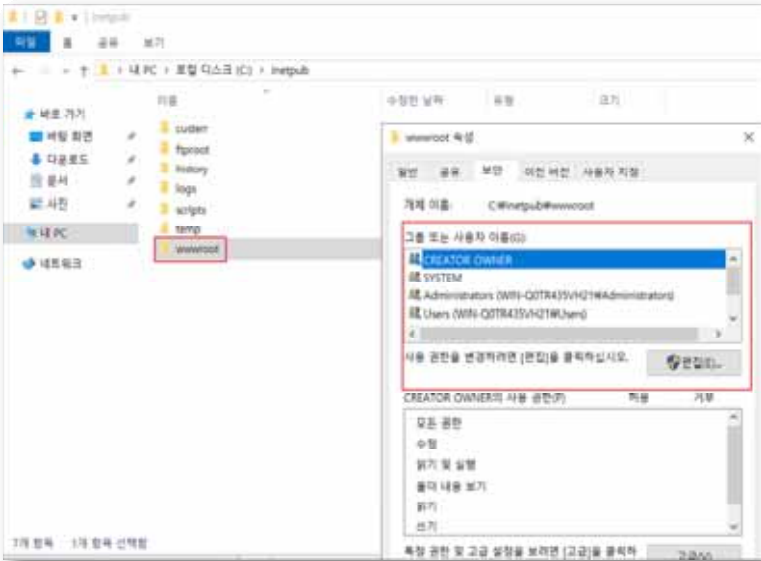 Inetpub
파일 홈 공유 보기
내 PC > 로컬 디스크 (C:) > inetpub
이름 수정한 날짜 유형 크기
바로 가기
바탕 화면
다운로드
문서
사진
내 PC
네트워크
custerr
ftproot
history
logs
scripts
temp
wwwroot
wwwroot 속성
일반 공유 보안 이전 버전 사용자 지정
개체 이름: C:₩inetpub₩wwwroot
그룹 또는 사용자 이름(G):
CREATOR OWNER
SYSTEM
Administrators (WIN-Q0TR435VH21₩Administrators)
Users (WIN-Q0TR435VH21₩Users)
사용 권한을 변경하려면 [편집]을 클릭하십시오.
편집(E)...
CREATOR OWNER의 사용 권한(P) 허용 거부
모든 권한
수정
읽기 및 실행
폴더 내용 보기
읽기
쓰기
특정 권한 및 고급 설정을 보려면 [고급]을 클릭하
고급(V)
7개 항목 1개 항목 선택함